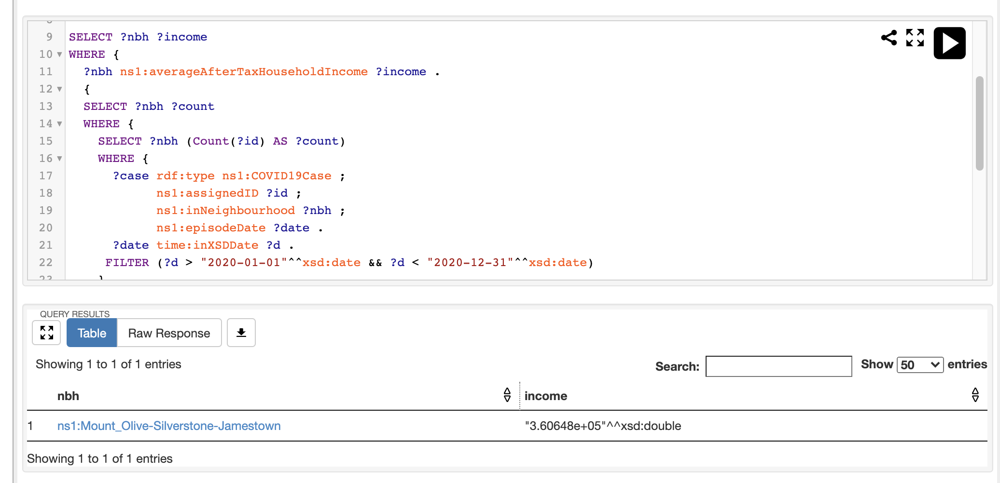 9 SELECT ?nbh ?income
10 WHERE {
11 ?nbh ns1:averageAfterTaxHouseholdIncome ?income .
12 {
13 SELECT ?nbh ?count
14 WHERE {
15 SELECT ?nbh (Count(?id) AS ?count)
16 WHERE {
17 ?case rdf:type ns1:COVID19Case ;
18 ns1:assignedID ?id ;
19 ns1:inNeighbourhood ?nbh ;
20 ns1:episodeDate ?date .
21 ?date time:inXSDDate ?d .
22 FILTER (?d > "2020-01-01"^^xsd:date && ?d < "2020-12-31"^^xsd:date)
QUERY RESULTS
Table Raw Response
Showing 1 to 1 of 1 entries Search: Show 50 entries
nbh income
1 ns1:Mount_Olive-Silverstone-Jamestown "3.60648e+05"^^xsd:double
Showing 1 to 1 of 1 entries